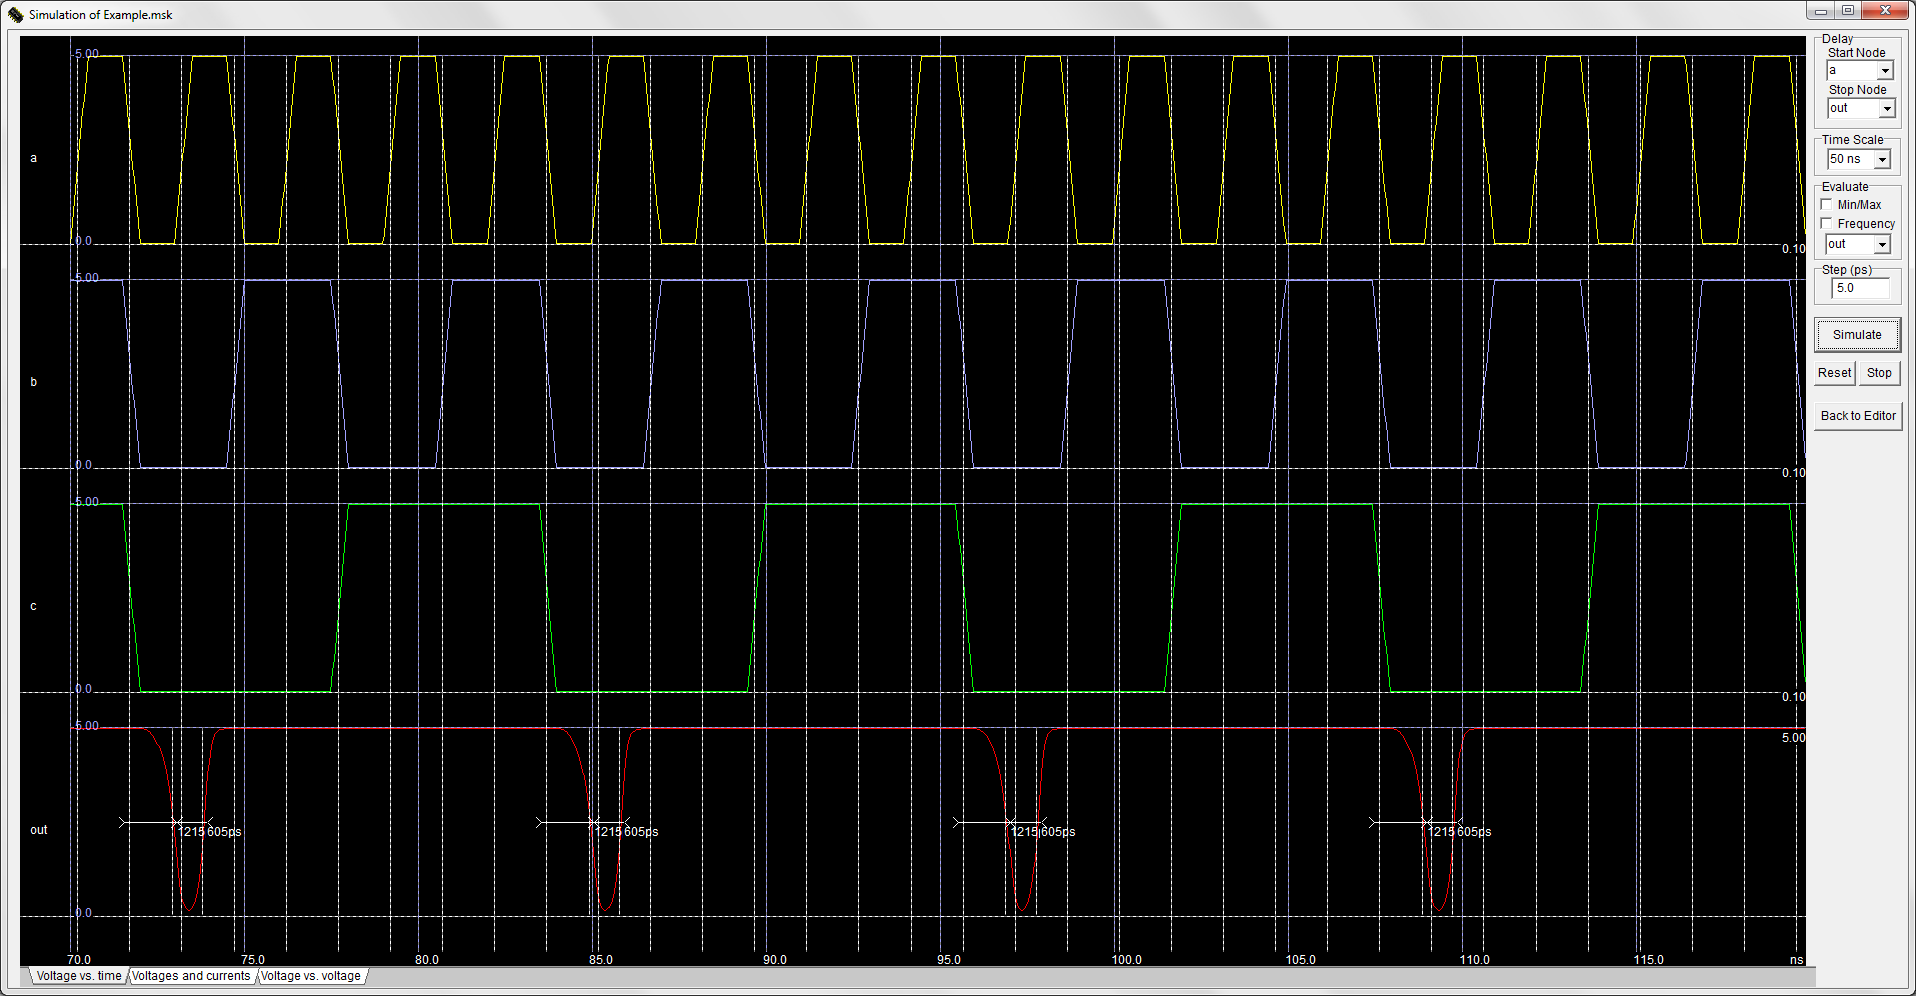 Simulation of Example.msk
5.00
a
0.0
0.10
5.00
b
0.0
0.10
5.00
c
0.0
0.10
5.00
5.00
out
1215 605ps
1215 605ps
1215 605ps
1215 605ps
0.0
70.0 75.0 80.0 85.0 90.0 95.0 100.0 105.0 110.0 115.0 ns
Voltage vs. time Voltages and currents Voltage vs. voltage
Delay
Start Node
a
Stop Node
out
Time Scale
50 ns
Evaluate
Min/Max
Frequency
out
Step (ps)
5.0
Simulate
Reset Stop
Back to Editor